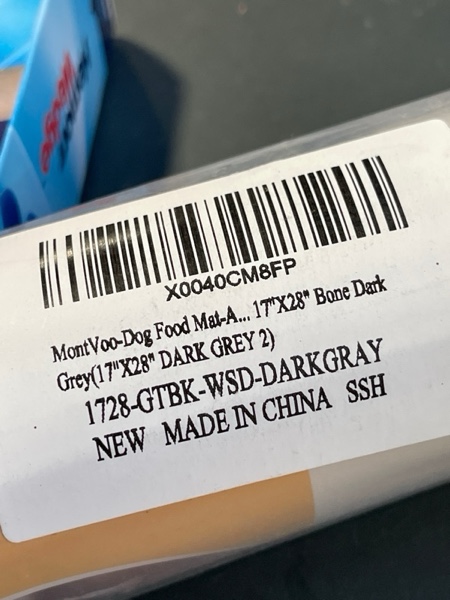 X0040CM8FP
MontVoo-Dog Food Mat-A... 17"X28" Bone Dark
Grey(17"X28" DARK GREY 2)
1728-GTBK-WSD-DARKGRAY
NEW MADE IN CHINA SSH